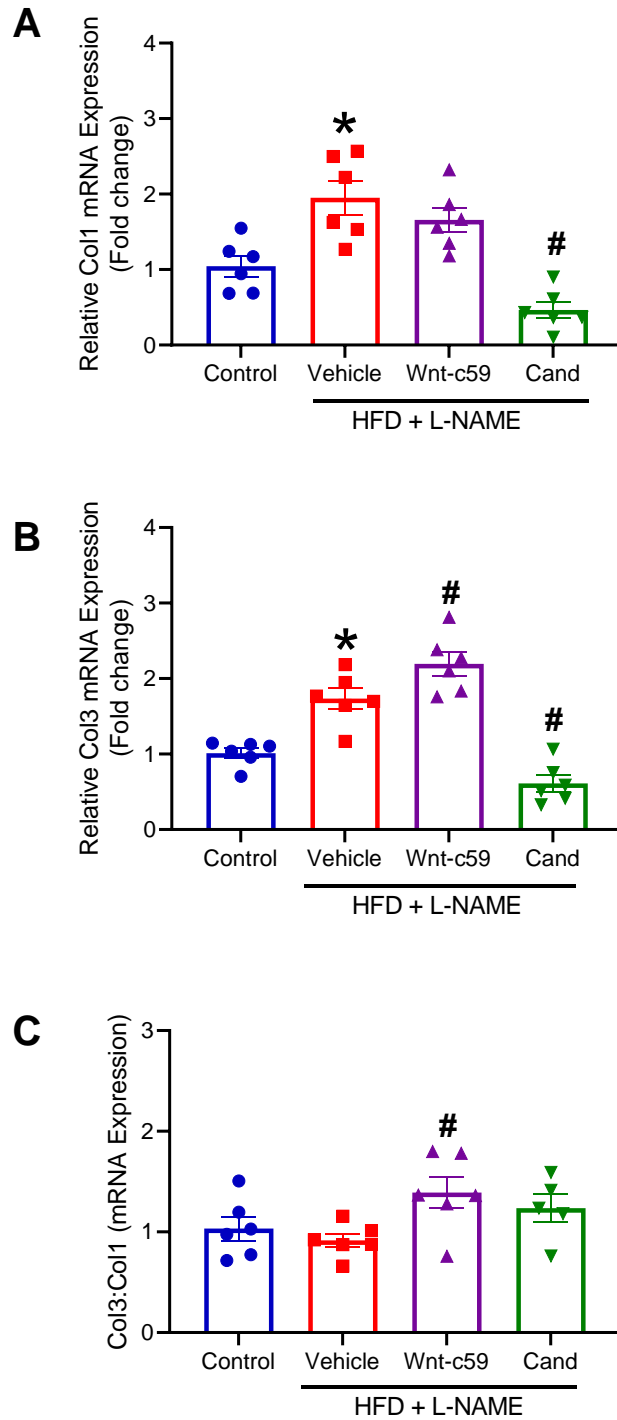 A
Relative Col1 mRNA Expression
(Fold change)
4
3
2
1
0
*
#
Control Vehicle Wnt-c59 Cand
HFD + L-NAME
B
Relative Col3 mRNA Expression
(Fold change)
4
3
2
1
0
*
#
#
Control Vehicle Wnt-c59 Cand
HFD + L-NAME
C
Col3:Col1 (mRNA Expression)
3
2
1
0
#
Control Vehicle Wnt-c59 Cand
HFD + L-NAME